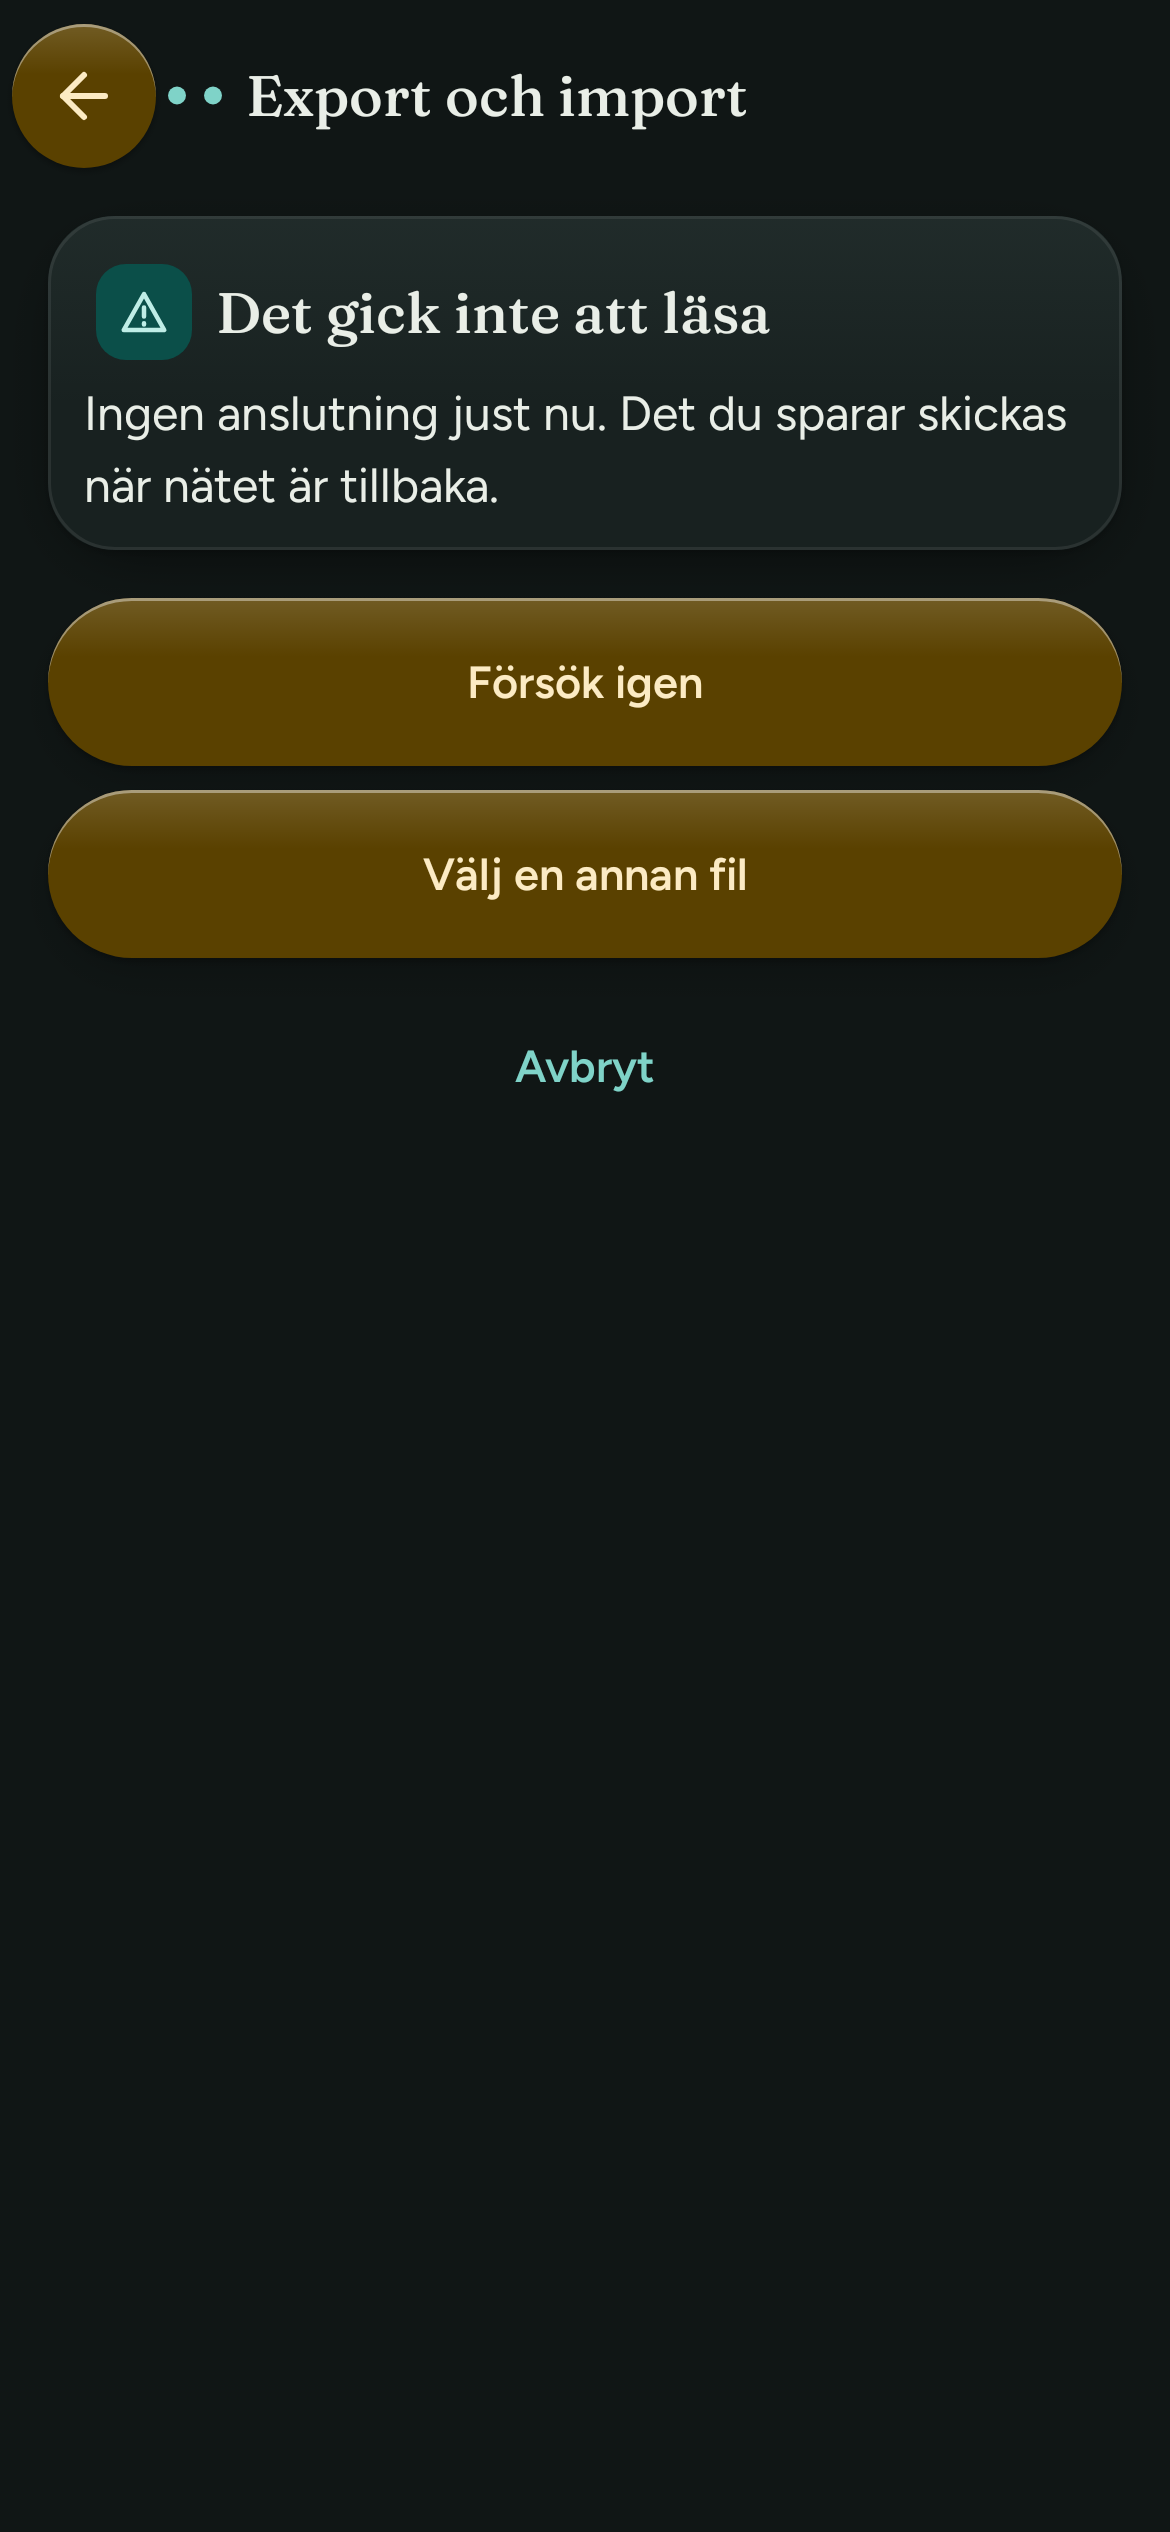 Export och import
Det gick inte att läsa
Ingen anslutning just nu. Det du sparar skickas
när nätet är tillbaka.
Försök igen
Välj en annan fil
Avbryt